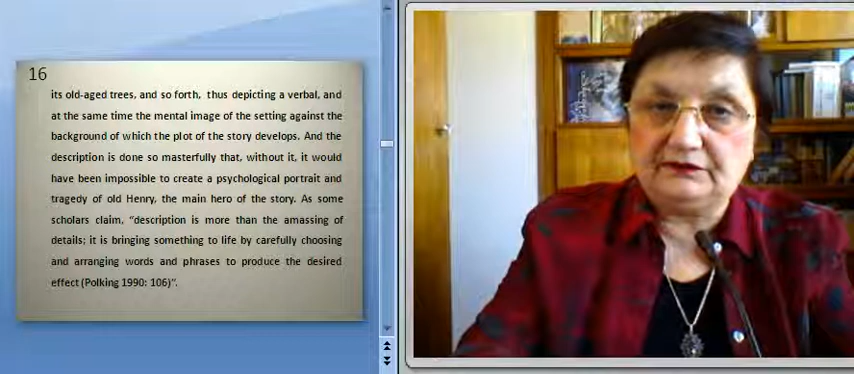 16
its old-aged trees, and so forth, thus depicting a verbal, and
at the same time the mental image of the setting against the
background of which the plot of the story develops. And the
description is done so masterfully that, without it, it would
have been impossible to create a psychological portrait and
tragedy of old Henry, the main hero of the story. As some
scholars claim, “description is more than the amassing of
details; it is bringing something to life by carefully choosing
and arranging words and phrases to produce the desired
effect (Polking 1990: 106)”.